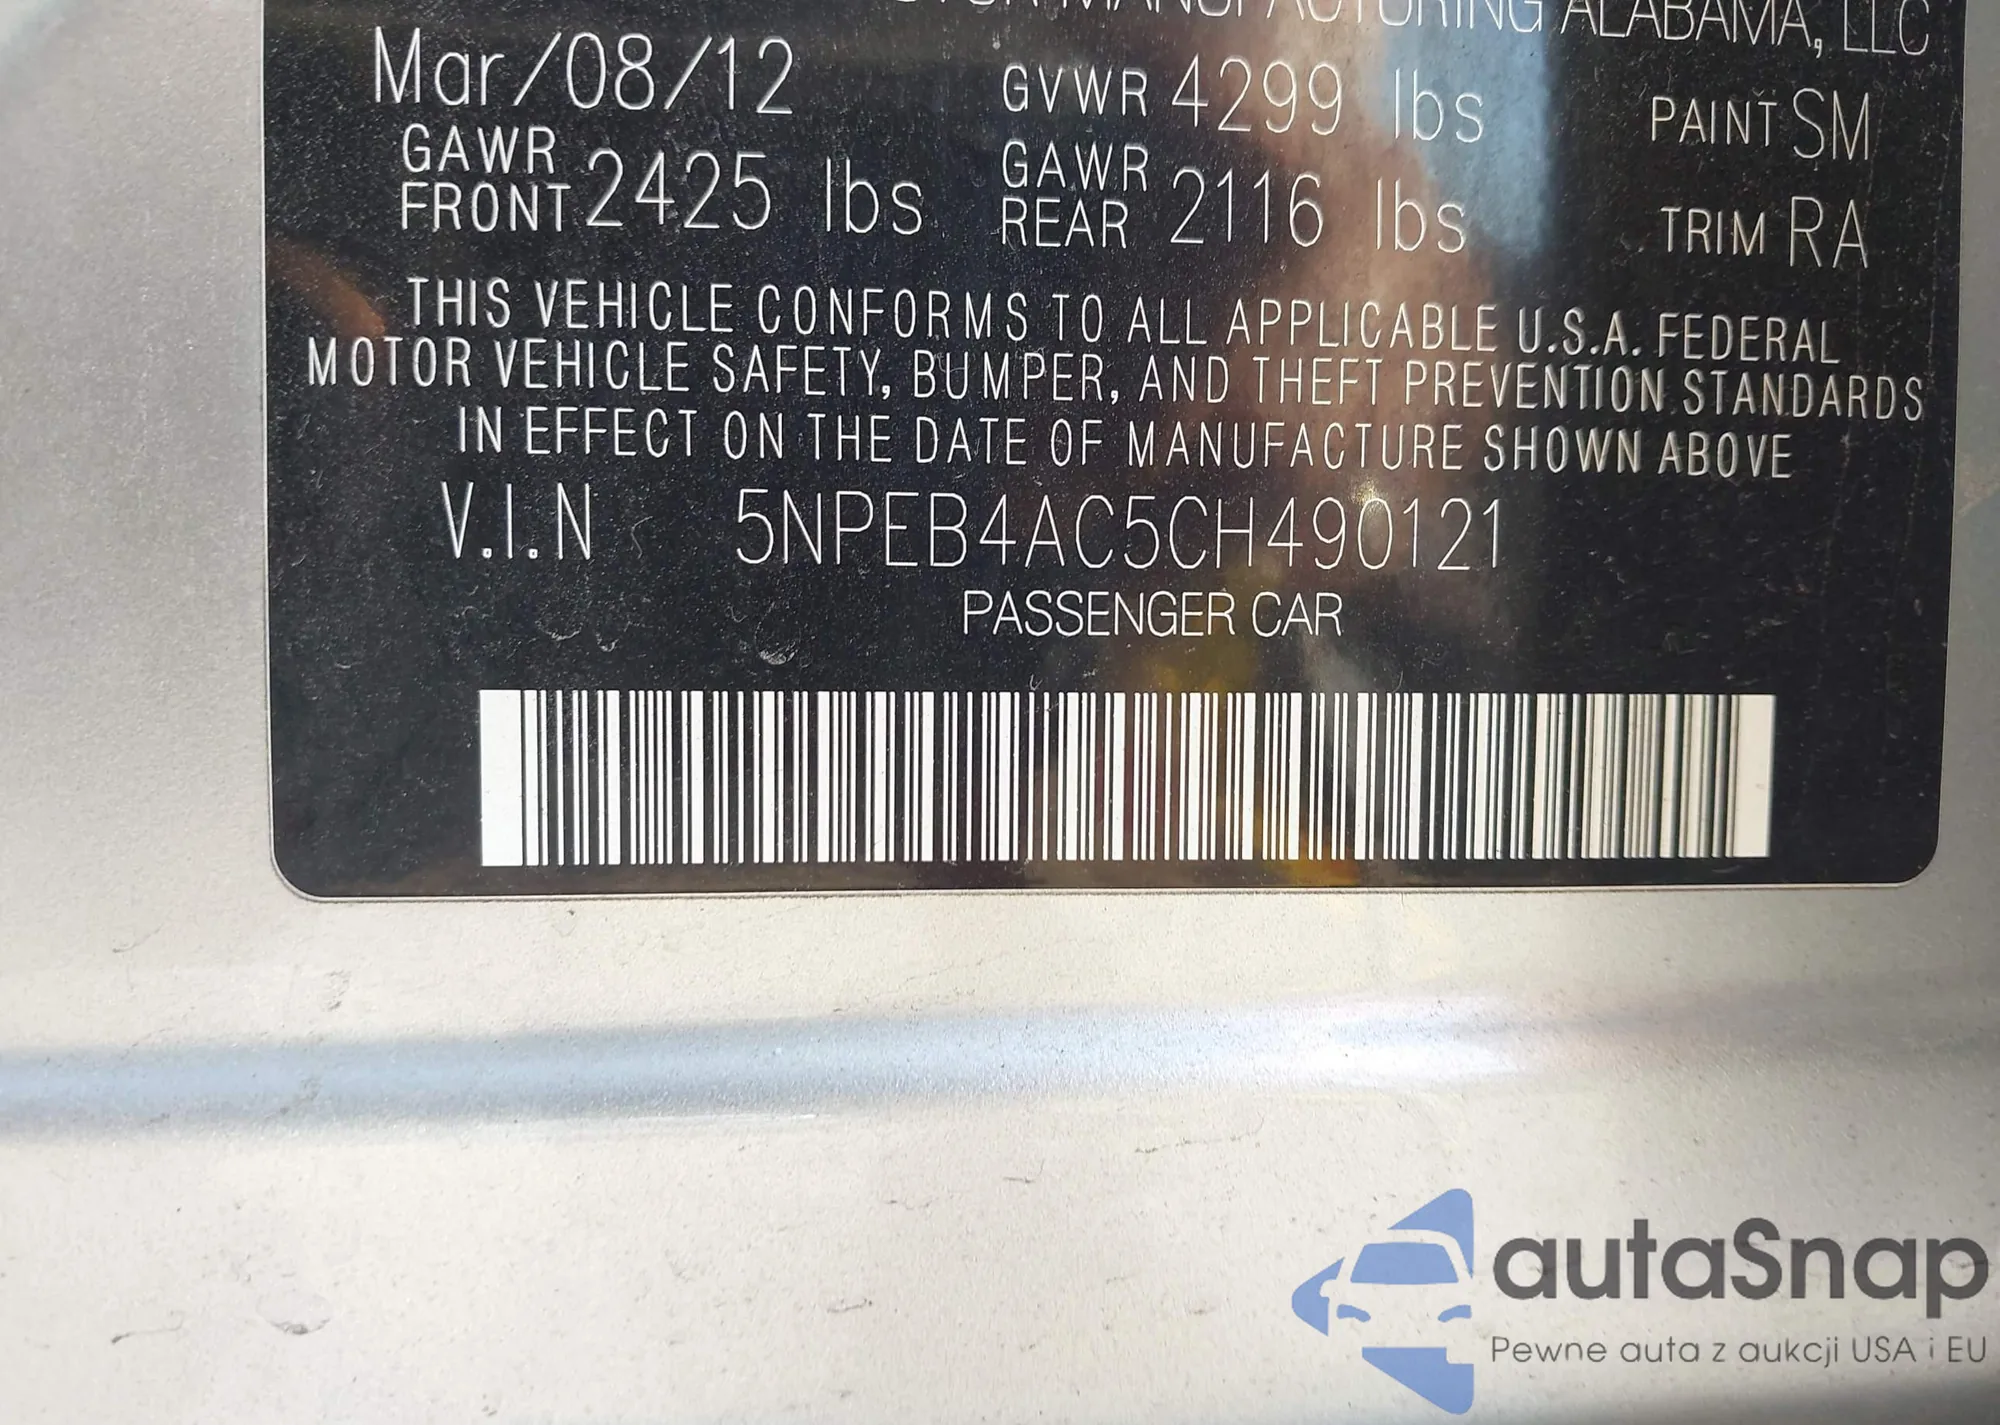 MANUFACTURING ALABAMA, LLC
Mar/08/12 GVWR 4299 lbs PAINT SM
GAWR FRONT 2425 lbs GAWR REAR 2116 lbs TRIM RA
THIS VEHICLE CONFORMS TO ALL APPLICABLE U.S.A. FEDERAL
MOTOR VEHICLE SAFETY, BUMPER, AND THEFT PREVENTION STANDARDS
IN EFFECT ON THE DATE OF MANUFACTURE SHOWN ABOVE
V.I.N 5NPEB4AC5CH490121
PASSENGER CAR
autaSnap
Pewne auta z aukcji USA i EU